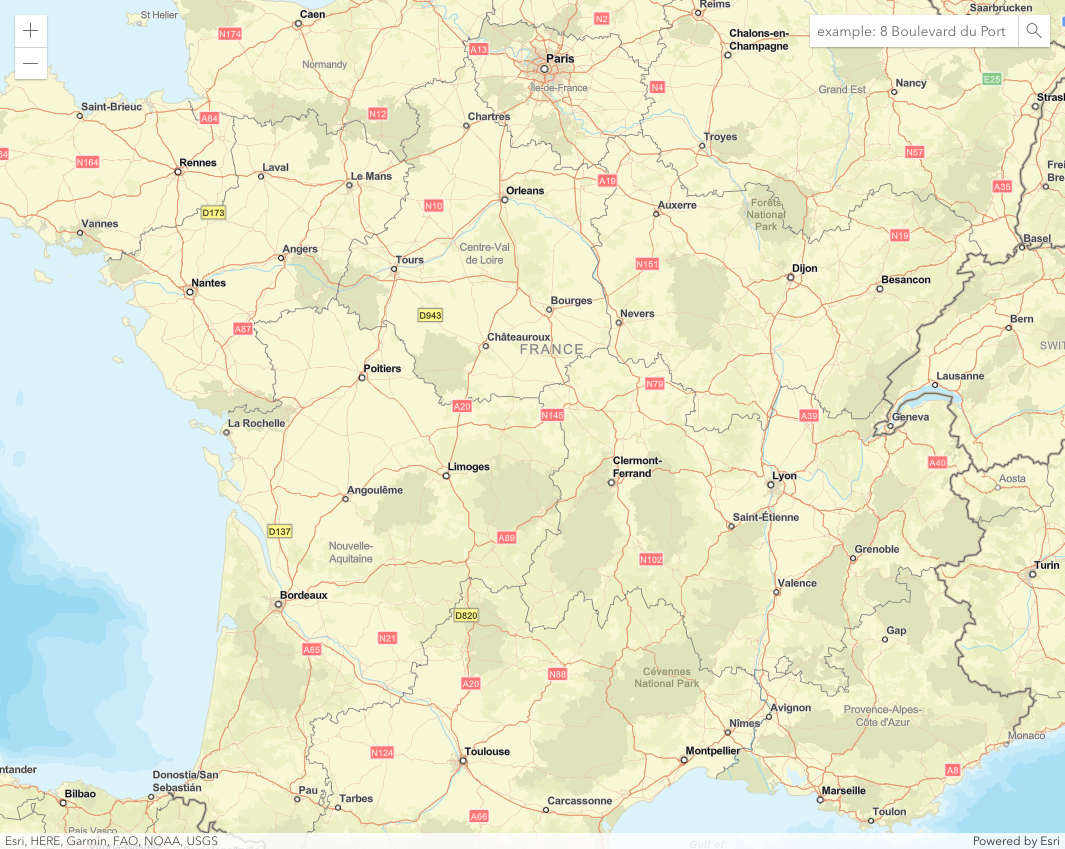 Reims
Saarbrucken
St Helier
Caen
N2
example: 8 Boulevard du Port
N174
Chalons-en-
Champagne
A13
Paris
Normandy
E25
Nancy
N4
Île-de-France
Grand Est
Saint-Brieuc
N12
Chartres
A84
Troyes
Rennes
N164
Laval
N57
Le Mans
A19
A35
Orleans
D173
N10
Auxerre
Forêts
National
Park
Vannes
N19
Basel
Angers
Centre-Val
de Loire
Tours
N151
Dijon
Besancon
Nantes
Bourges
D943
Nevers
Bern
A87
Châteauroux
FRANCE
SWIT
Poitiers
Lausanne
N79
A20
N145
A39
Geneva
La Rochelle
Clermont-
Ferrand
A40
Limoges
Lyon
Aosta
Angoulême
Saint-Étienne
D137
A89
Nouvelle-
Aquitaine
Grenoble
N102
Turin
Valence
Bordeaux
D820
Gap
N21
A65
Cévennes
National Park
N88
A20
Avignon
Provence-Alpes-
Côte d'Azur
Nîmes
Monaco
N124
Toulouse
Montpellier
A8
Donostia/San
Sebastián
Bilbao
Pau
Tarbes
Carcassonne
Marseille
A66
Toulon
País Vasco
Esri, HERE, Garmin, FAO, NOAA, USGS
Gulf of
Powered by Esri